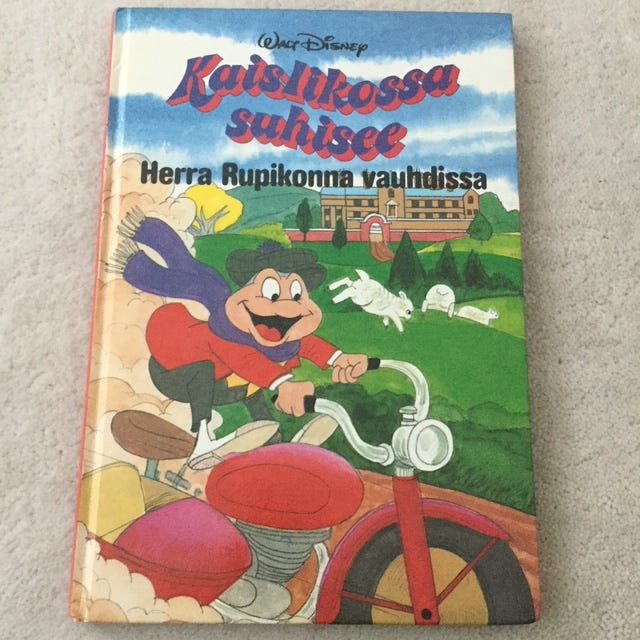 Walt Disney
Kaislikossa
suhisee
Herra Rupikonna vauhdissa